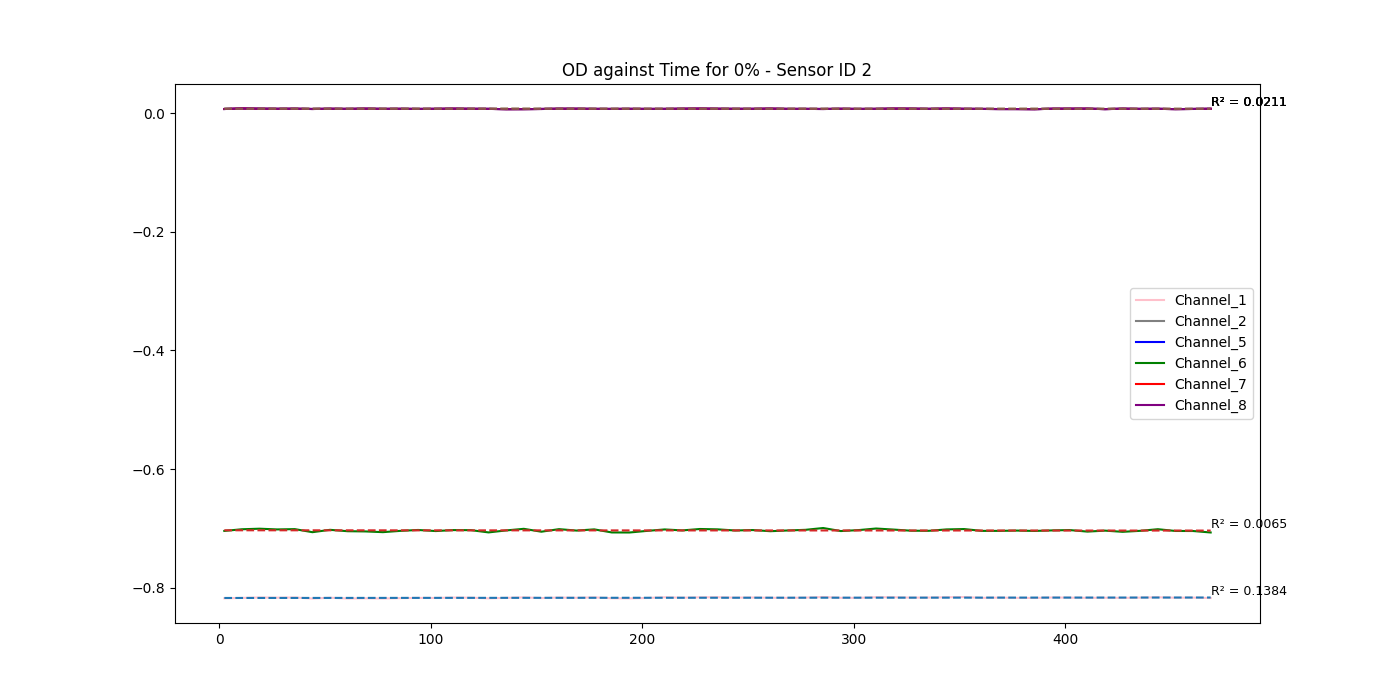 OD against Time for 0% - Sensor ID 2
0.0
R² = 0.0211
−0.2
Channel_1
Channel_2
−0.4
Channel_5
Channel_6
Channel_7
Channel_8
−0.6
R² = 0.0065
−0.8
R² = 0.1384
0
100
200
300
400